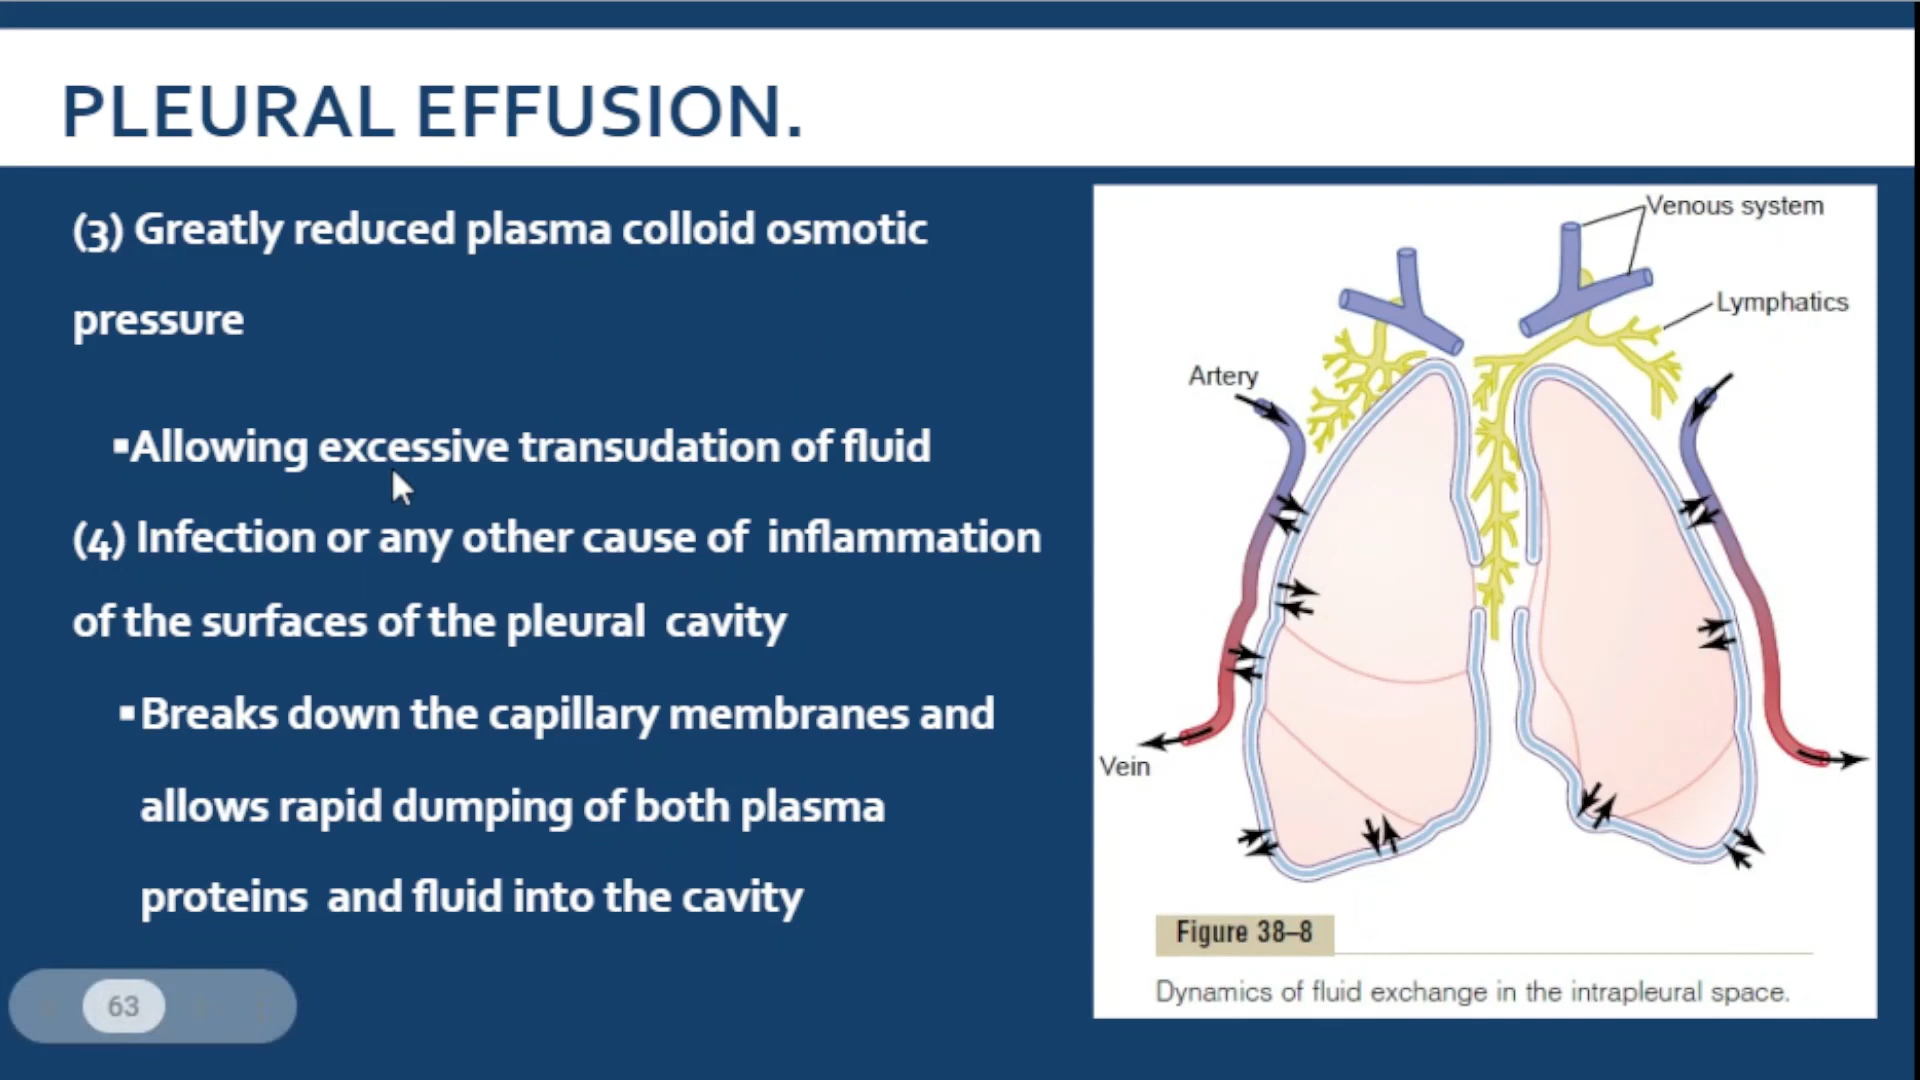 PLEURAL EFFUSION.
(3) Greatly reduced plasma colloid osmotic
pressure
▪Allowing excessive transudation of fluid
(4) Infection or any other cause of  inflammation
of the surfaces of the pleural  cavity
▪Breaks down the capillary membranes and
allows rapid dumping of both plasma
proteins  and fluid into the cavity
63
Venous system
Lymphatics
Artery
Vein
Figure 38–8
Dynamics of fluid exchange in the intrapleural space.